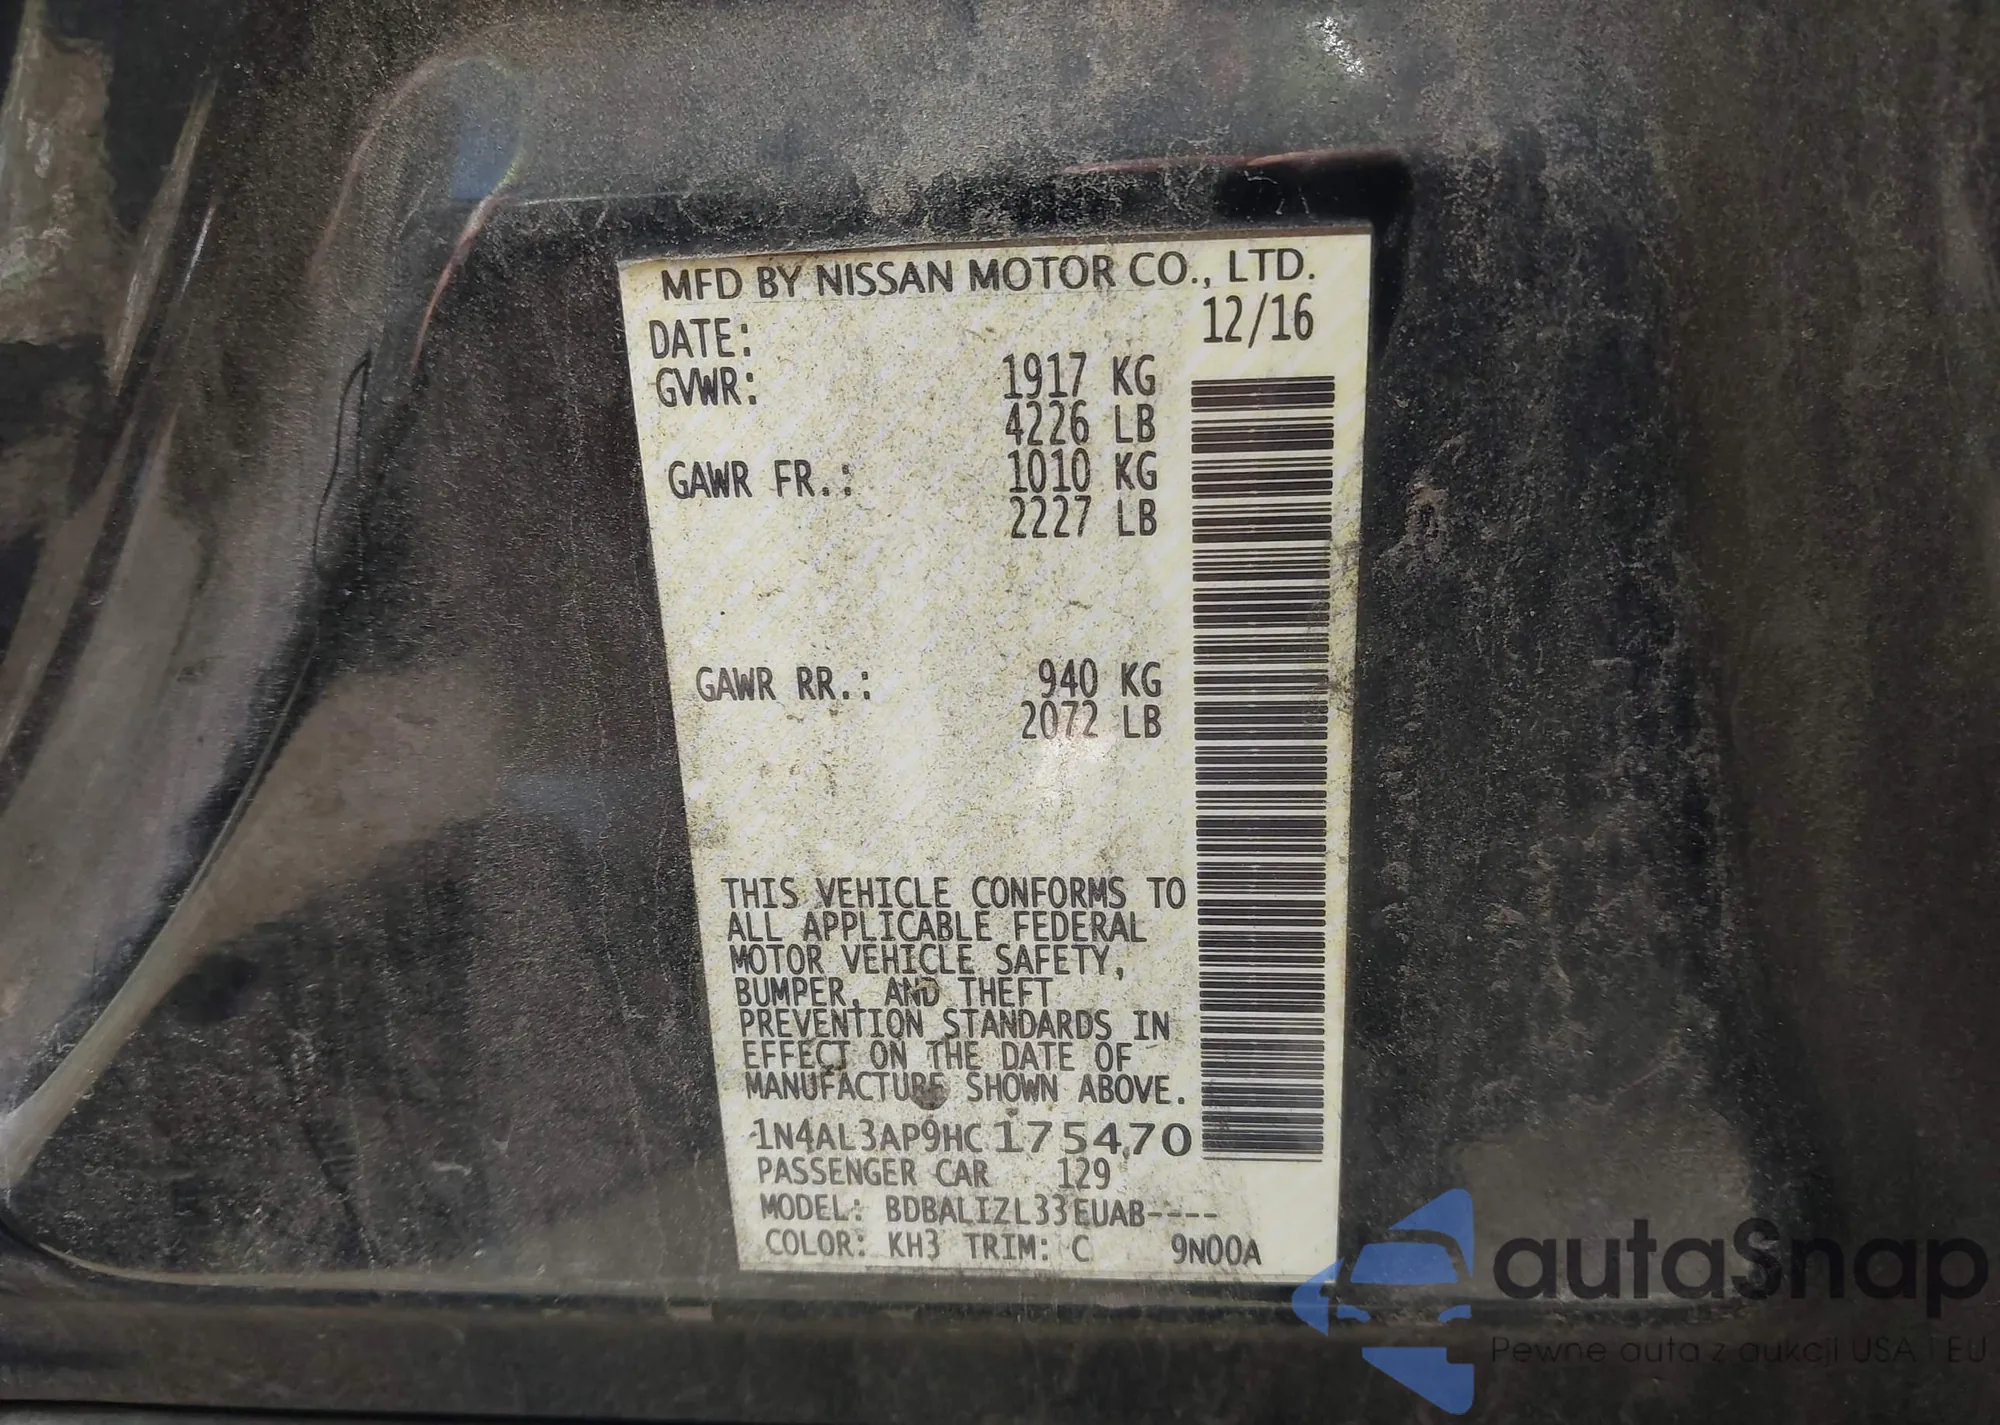 MFD BY NISSAN MOTOR CO., LTD.
DATE: 12/16
GVWR: 1917 KG
4226 LB
GAWR FR.: 1010 KG
2227 LB
GAWR RR.: 940 KG
2072 LB
THIS VEHICLE CONFORMS TO
ALL APPLICABLE FEDERAL
MOTOR VEHICLE SAFETY,
BUMPER, AND THEFT
PREVENTION STANDARDS IN
EFFECT ON THE DATE OF
MANUFACTURE SHOWN ABOVE.
1N4AL3AP9HC175470
PASSENGER CAR 129
MODEL: BDBALIZL33EUAB----
COLOR: KH3 TRIM: C 9N00A
autaSnap
Pewne auta z aukcji USA i EU